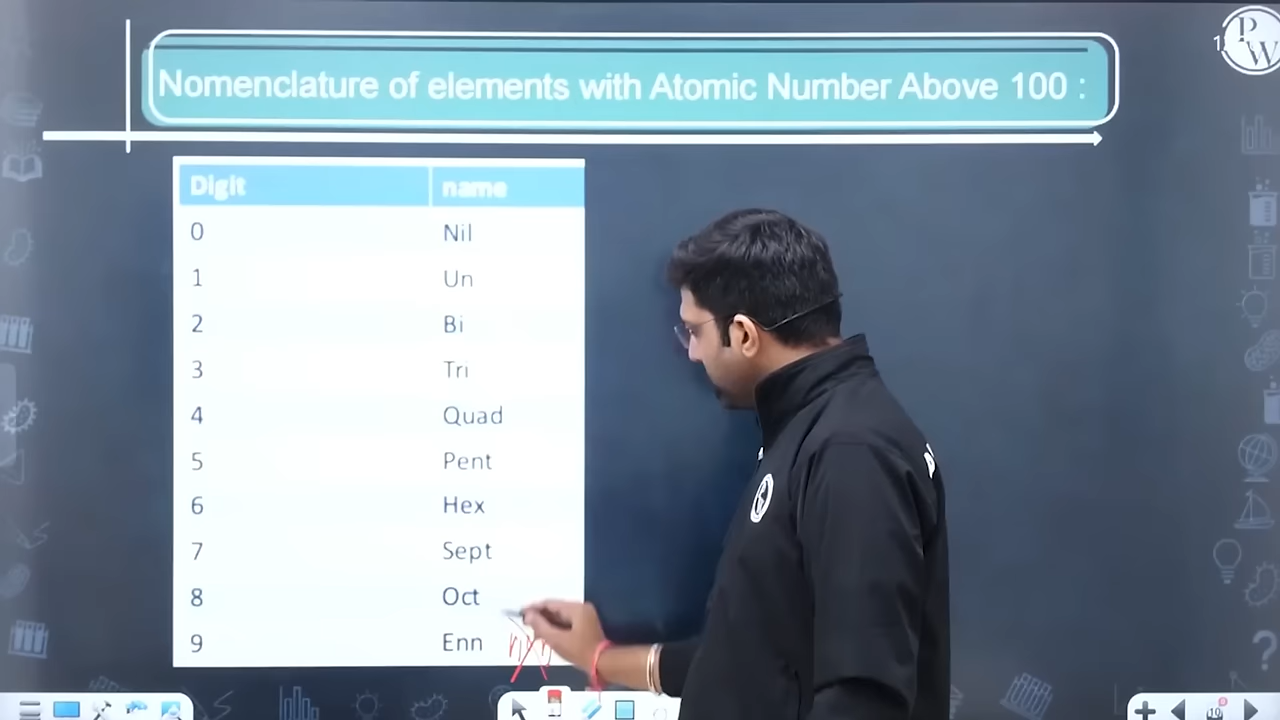 Nomenclature of elements with Atomic Number Above 100 :
PW
Digit name
0 Nil
1 Un
2 Bi
3 Tri
4 Quad
5 Pent
6 Hex
7 Sept
8 Oct
9 Enn